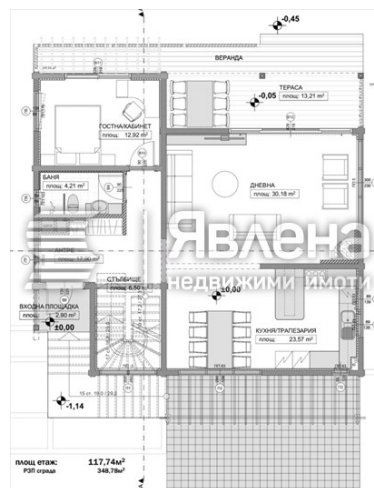 -0,45
ВЕРАНДА
ТЕРАСА
площ: 13,21 m²
-0,05
ГОСТНА/КАБИНЕТ
площ: 12,92 m²
БАНЯ
площ: 4,21 m²
ДНЕВНА
площ: 30,18 m²
Явлена
недвижими имоти
АНТРЕ
СТЪЛБИЩЕ
площ: 6,50
ВХОДНА ПЛОЩАДКА
площ: 2,90 m²
±0,00
±0,00
КУХНЯ/ТРАПЕЗАРИЯ
площ: 23,57 m²
-1,14
площ етаж: 117,74m²
РЗП сграда 348,78m²